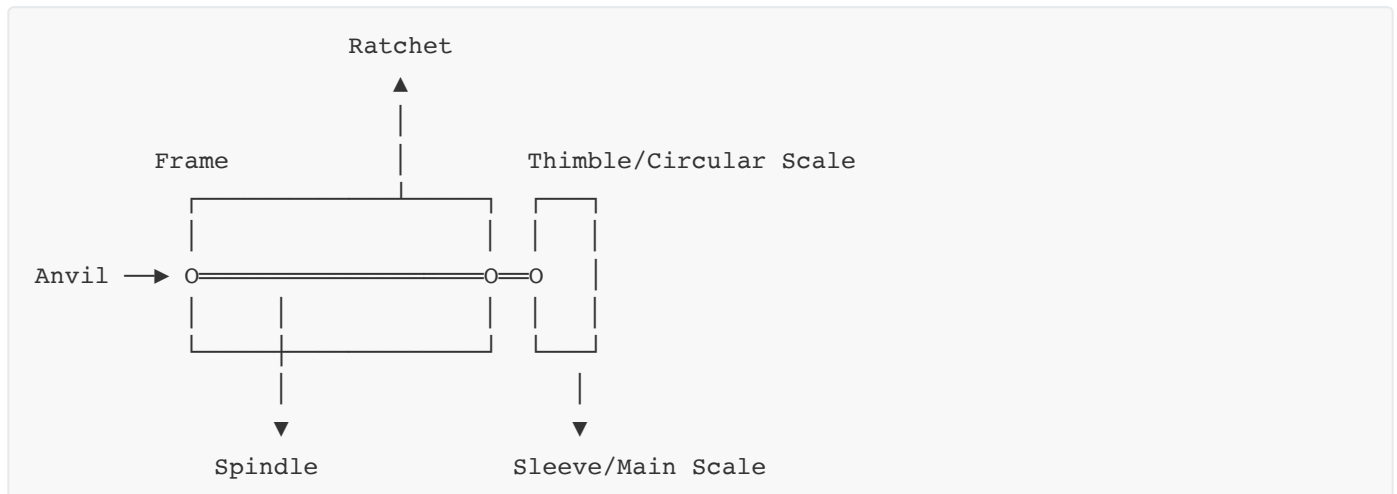 Ratchet
Frame Thimble/Circular Scale
Anvil
Spindle Sleeve/Main Scale